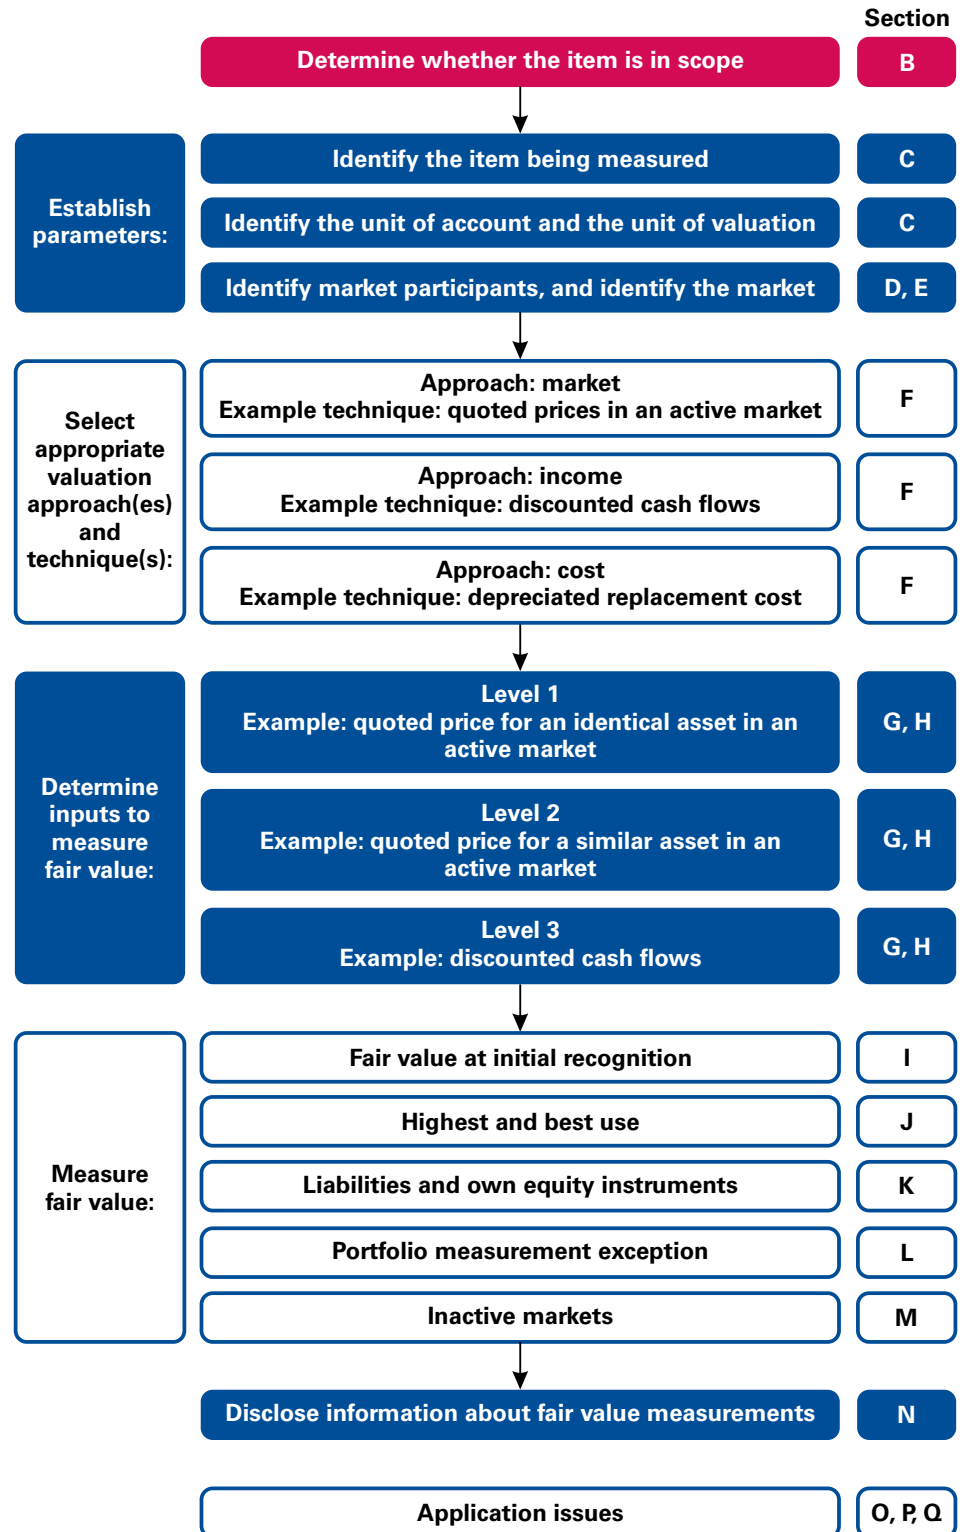 Section
Determine whether the item is in scope
B
Establish
parameters:
Identify the item being measured
C
Identify the unit of account and the unit of valuation
C
Identify market participants, and identify the market
D, E
Select
appropriate
valuation
approach(es)
and
technique(s):
Approach: market
Example technique: quoted prices in an active market
F
Approach: income
Example technique: discounted cash flows
F
Approach: cost
Example technique: depreciated replacement cost
F
Determine
inputs to
measure
fair value:
Level 1
Example: quoted price for an identical asset in an
active market
G, H
Level 2
Example: quoted price for a similar asset in an
active market
G, H
Level 3
Example: discounted cash flows
G, H
Measure
fair value:
Fair value at initial recognition
I
Highest and best use
J
Liabilities and own equity instruments
K
Portfolio measurement exception
L
Inactive markets
M
Disclose information about fair value measurements
N
Application issues
O, P, Q